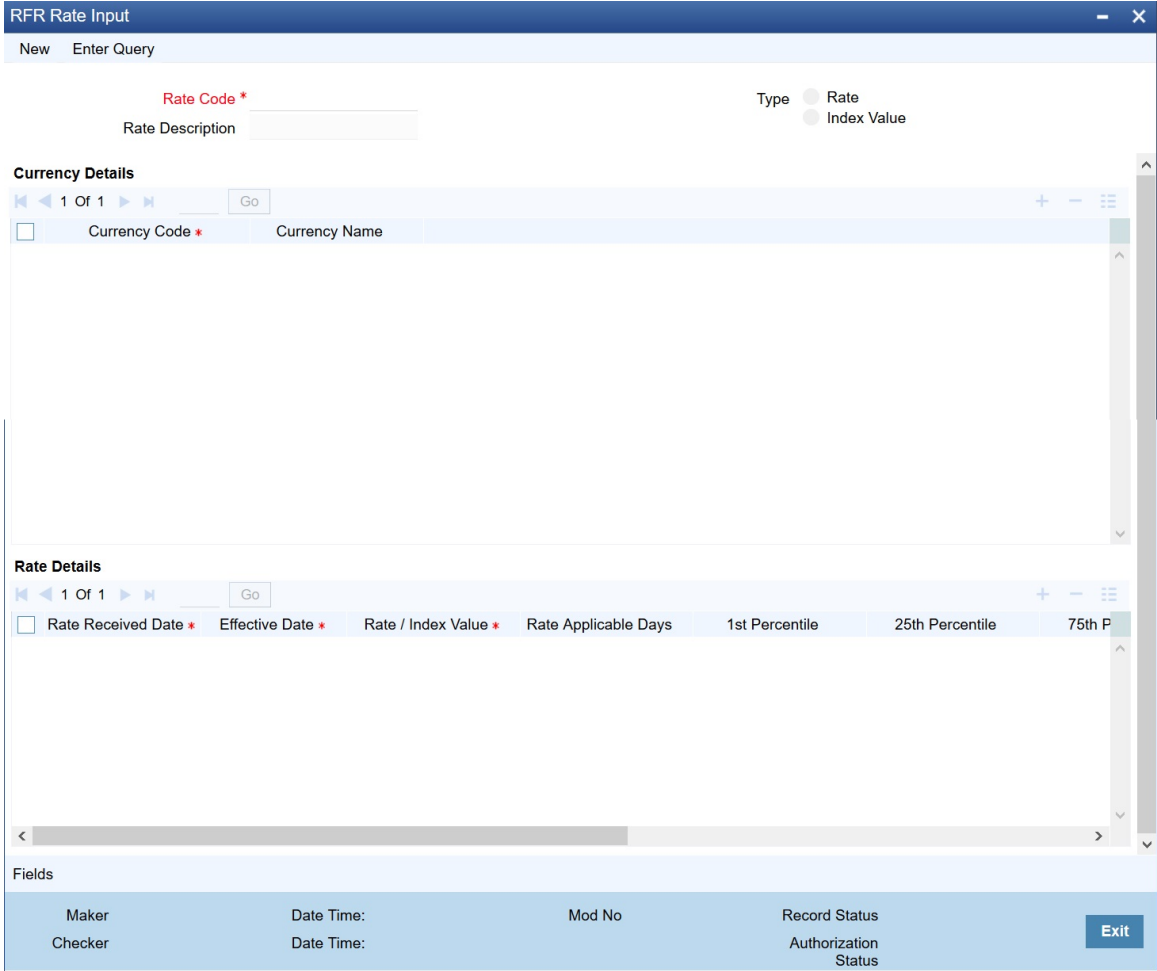 RFR Rate Input
New Enter Query
Rate Code *
Type Rate
Rate Description
Index Value
Currency Details
1 Of 1 Go
Currency Code * Currency Name
Rate Details
1 Of 1 Go
Rate Received Date * Effective Date * Rate / Index Value * Rate Applicable Days 1st Percentile 25th Percentile 75th P
Fields
Maker Date Time: Mod No Record Status
Checker Date Time: Authorization
Status
Exit